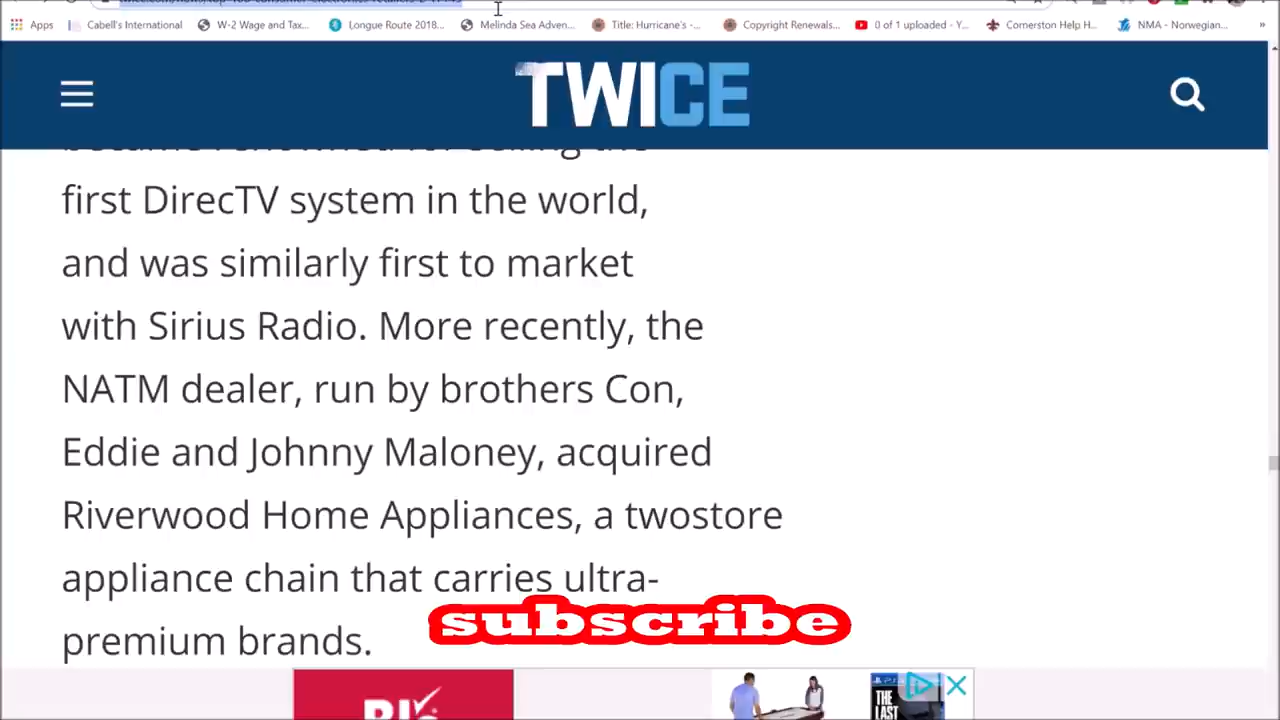 Apps Cabell's International W-2 Wage and Tax... Longue Route 2018... Melinda Sea Adven... Title: Hurricane's -... Copyright Renewals... 0 of 1 uploaded - Y... Cornerston Help H... NMA - Norwegian... »
TWICE
first DirecTV system in the world,
and was similarly first to market
with Sirius Radio. More recently, the
NATM dealer, run by brothers Con,
Eddie and Johnny Maloney, acquired
Riverwood Home Appliances, a twostore
appliance chain that carries ultra-
premium brands.
subscribe
THE
LAST